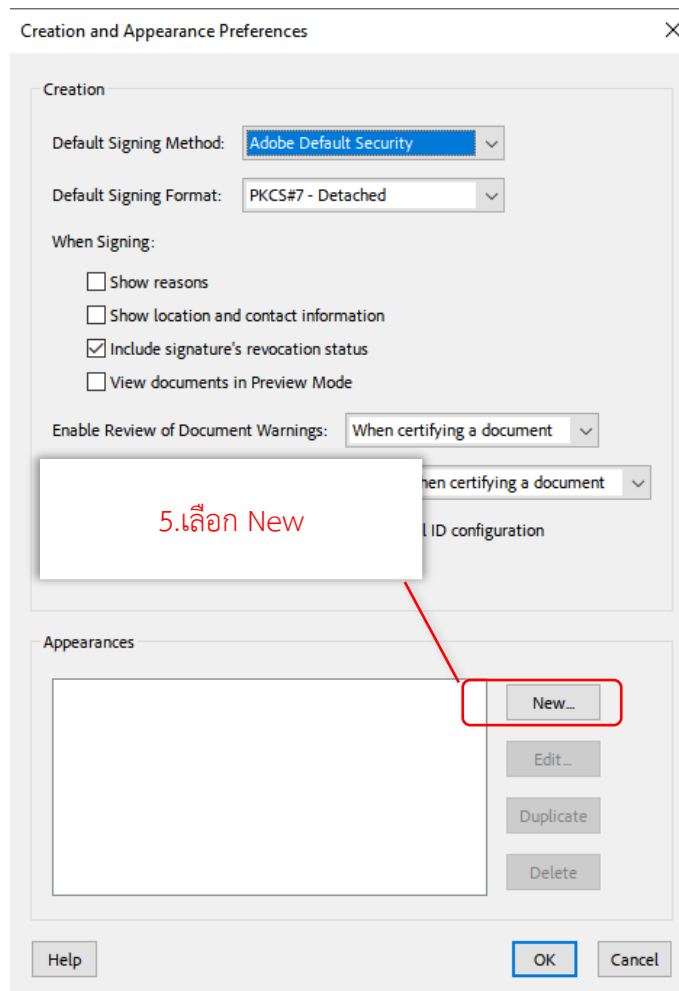 Creation and Appearance Preferences
Creation
Default Signing Method: Adobe Default Security
Default Signing Format: PKCS#7 - Detached
When Signing:
Show reasons
Show location and contact information
Include signature's revocation status
View documents in Preview Mode
Enable Review of Document Warnings: When certifying a document
certifying a document
5.เลือก New
ID configuration
Appearances
New...
Edit...
Duplicate
Delete
Help OK Cancel